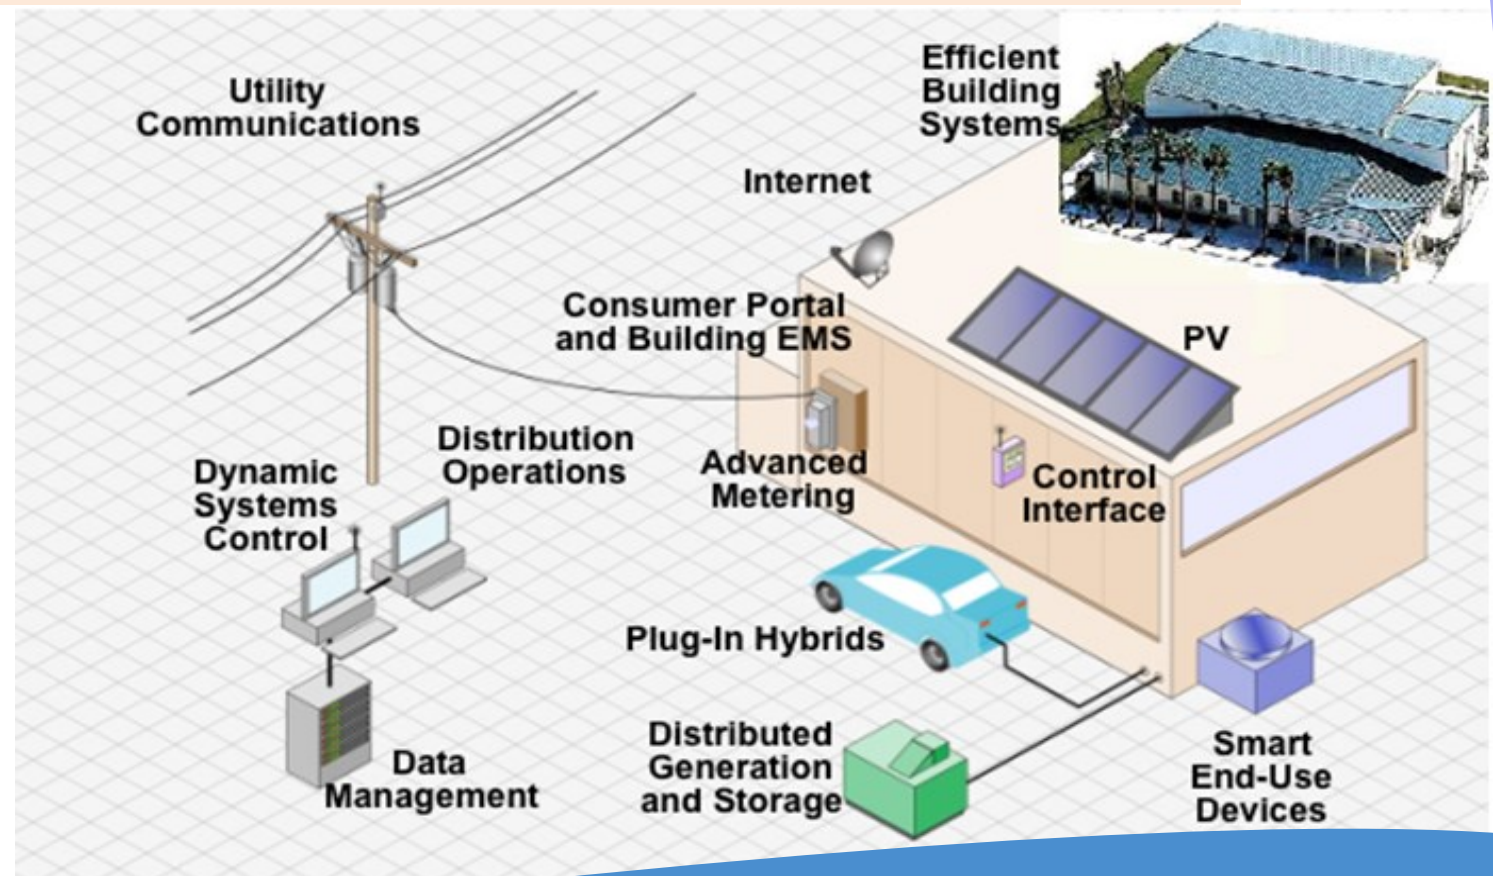 Utility
Communications
Efficient
Building
Systems
Internet
Consumer Portal
and Building EMS
PV
Distribution
Operations
Dynamic
Systems
Control
Advanced
Metering
Control
Interface
Plug-In Hybrids
Distributed
Generation
and Storage
Data
Management
Smart
End-Use
Devices